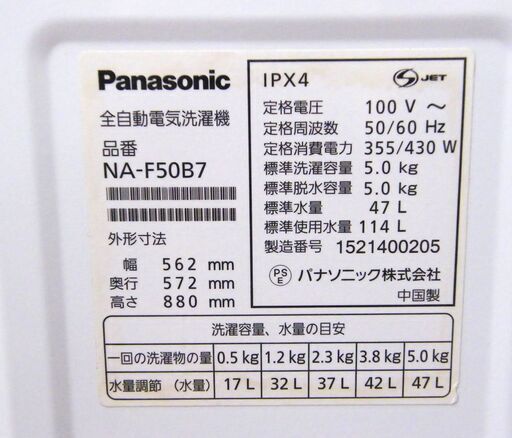 Panasonic
全自動電気洗濯機
品番
NA-F50B7
外形寸法
幅 562 mm
奥行 572 mm
高さ 880 mm
IPX4
S JET
定格電圧 100 V ～
定格周波数 50/60 Hz
定格消費電力 355/430 W
標準洗濯容量 5.0 kg
標準脱水容量 5.0 kg
標準水量 47 L
標準使用水量 114 L
製造番号 1521400205
PS E パナソニック株式会社
中国製
洗濯容量、水量の目安
一回の洗濯物の量 0.5 kg 1.2 kg 2.3 kg 3.8 kg 5.0 kg
水量調節 (水量) 17 L 32 L 37 L 42 L 47 L